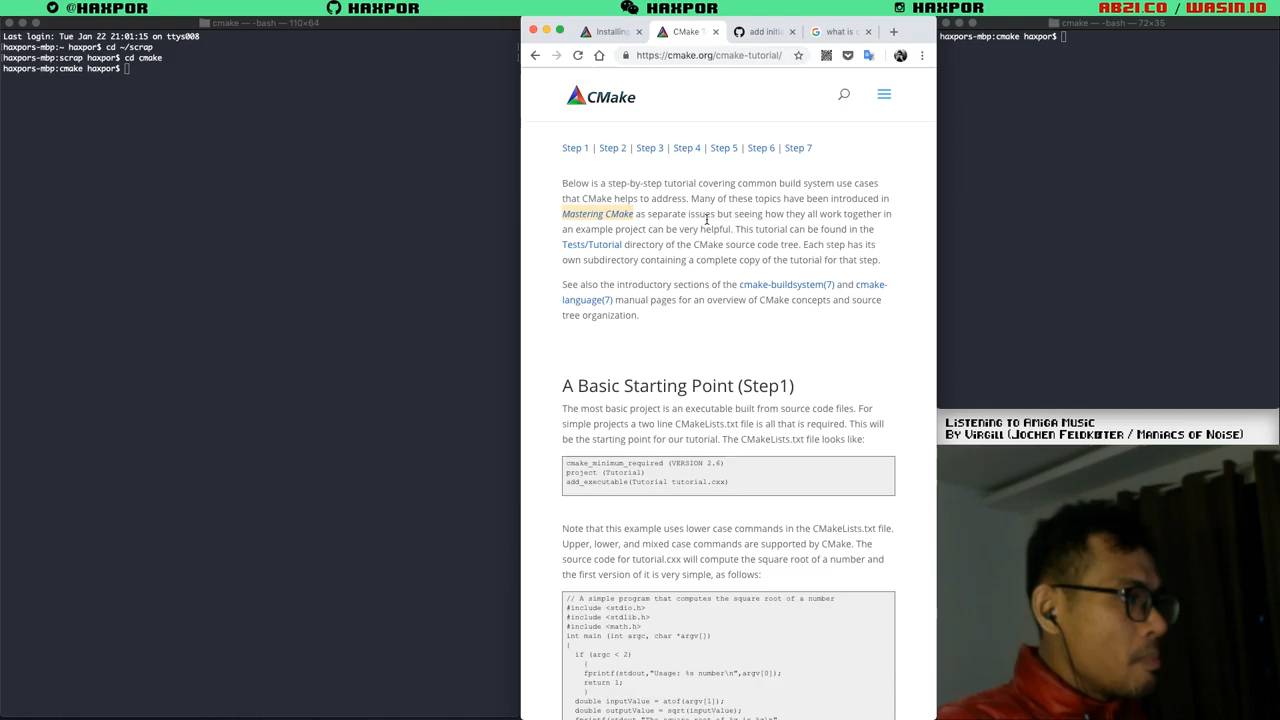 @HAXPOR
HAXPOR
HAXPOR
HAXPOR
ABZI.CO / WASIN.IO
cmake — -bash — 110×64
Last login: Tue Jan 22 21:01:15 on ttys008
haxpors-mbp:~ haxpor$ cd ~/scrap
haxpors-mbp:scrap haxpor$ cd cmake
haxpors-mbp:cmake haxpor$
Installing
CMake T
add initia
what is c
https://cmake.org/cmake-tutorial/
CMake
Step 1 | Step 2 | Step 3 | Step 4 | Step 5 | Step 6 | Step 7
Below is a step-by-step tutorial covering common build system use cases
that CMake helps to address. Many of these topics have been introduced in
Mastering CMake as separate issues but seeing how they all work together in
an example project can be very helpful. This tutorial can be found in the
Tests/Tutorial directory of the CMake source code tree. Each step has its
own subdirectory containing a complete copy of the tutorial for that step.
See also the introductory sections of the cmake-buildsystem(7) and cmake-
language(7) manual pages for an overview of CMake concepts and source
tree organization.
A Basic Starting Point (Step1)
The most basic project is an executable built from source code files. For
simple projects a two line CMakeLists.txt file is all that is required. This will
be the starting point for our tutorial. The CMakeLists.txt file looks like:
cmake_minimum_required (VERSION 2.6)
project (Tutorial)
add_executable(Tutorial tutorial.cxx)
Note that this example uses lower case commands in the CMakeLists.txt file.
Upper, lower, and mixed case commands are supported by CMake. The
source code for tutorial.cxx will compute the square root of a number and
the first version of it is very simple, as follows:
// A simple program that computes the square root of a number
#include <stdio.h>
#include <stdlib.h>
#include <math.h>
int main (int argc, char *argv[])
{
if (argc < 2)
{
fprintf(stdout,"Usage: %s number\n",argv[0]);
return 1;
}
double inputValue = atof(argv[1]);
double outputValue = sqrt(inputValue);
fprintf(stdout,"The square root of %g is %g\n",
cmake — -bash — 72×35
haxpors-mbp:cmake haxpor$
Listening to Amiga Music
By Virgill (Jochen Feldkötter / Maniacs of Noise)